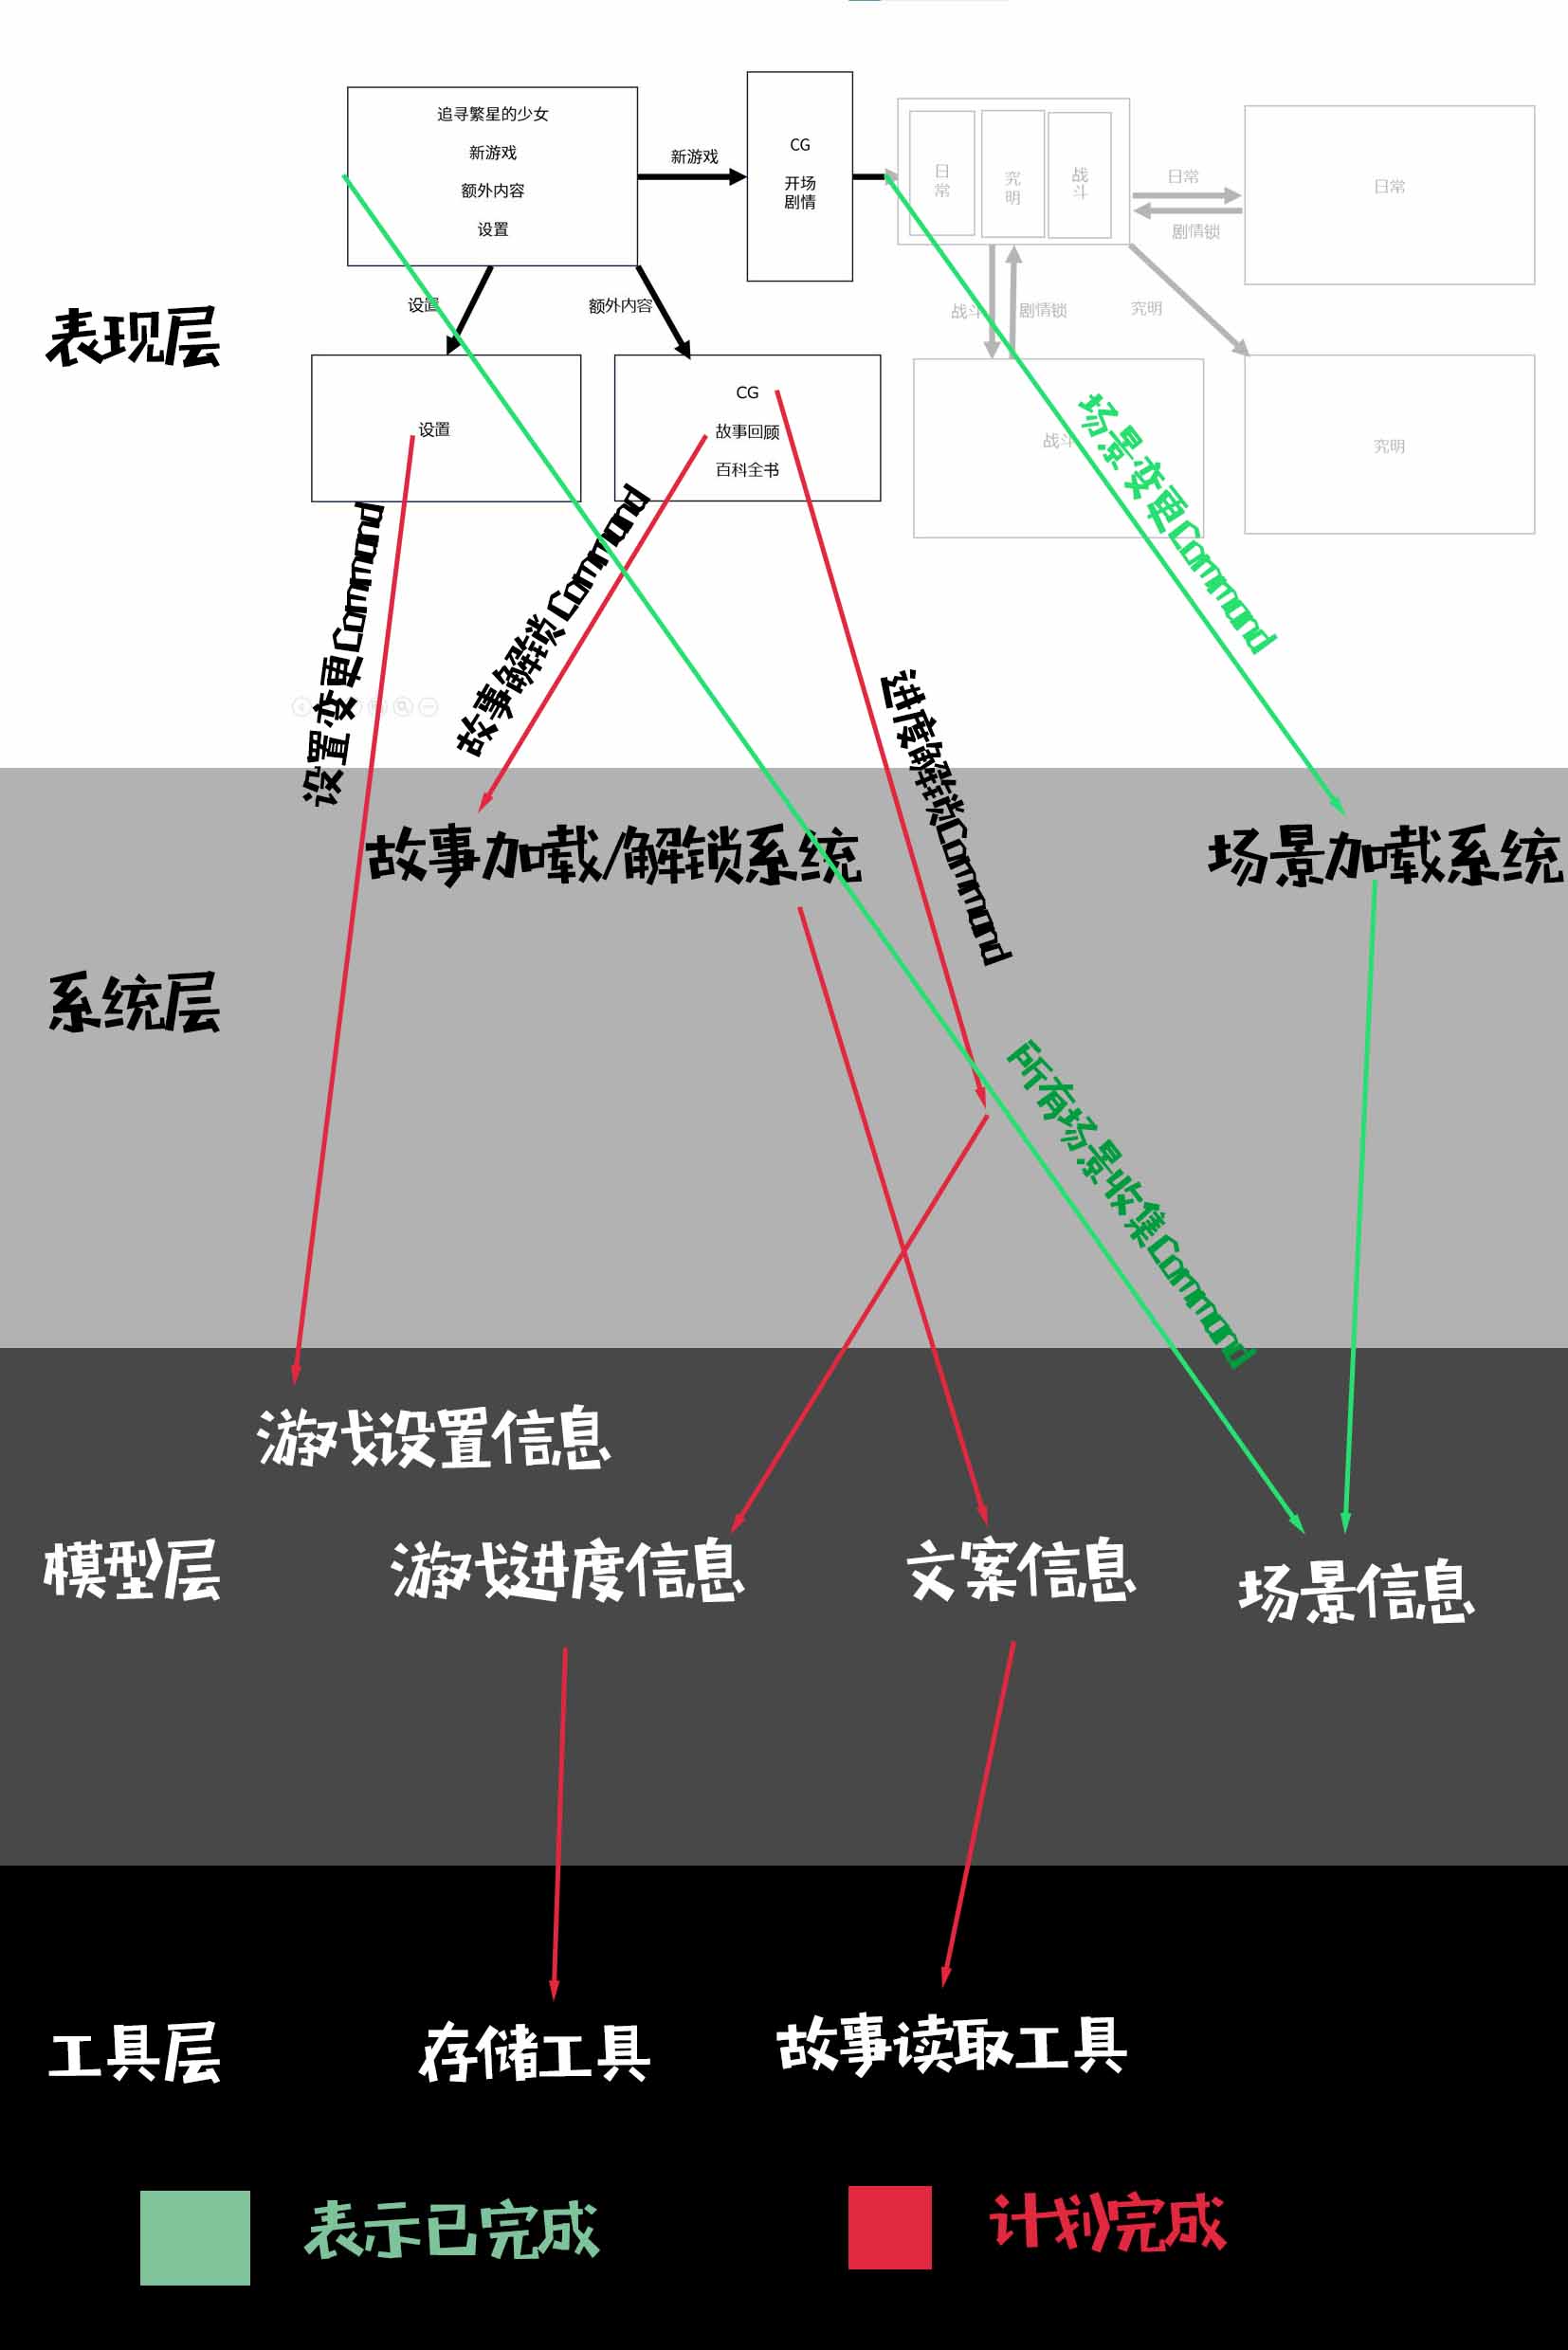 追寻繁星的少女
新游戏
额外内容
设置
新游戏
CG
开场
剧情
日常
究明
战斗
日常
剧情锁
日常
设置
额外内容
战斗
剧情锁
究明
表现层
设置
CG
故事回顾
百科全书
战斗
究明
场景变更Command
设置变更Command
故事解锁Command
进度解锁Command
故事加载/解锁系统
场景加载系统
系统层
所有场景收集Command
游戏设置信息
模型层
游戏进度信息
文案信息
场景信息
工具层
存储工具
故事读取工具
表示已完成
计划完成